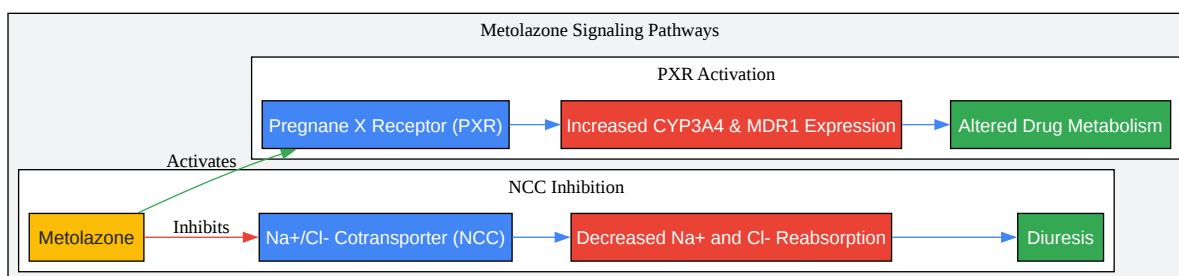 Metolazone Signaling Pathways
PXR Activation
Pregnane X Receptor (PXR)
Increased CYP3A4 & MDR1 Expression
Altered Drug Metabolism
Activates
NCC Inhibition
Metolazone
Inhibits
Na+/Cl- Cotransporter (NCC)
Decreased Na+ and Cl- Reabsorption
Diuresis